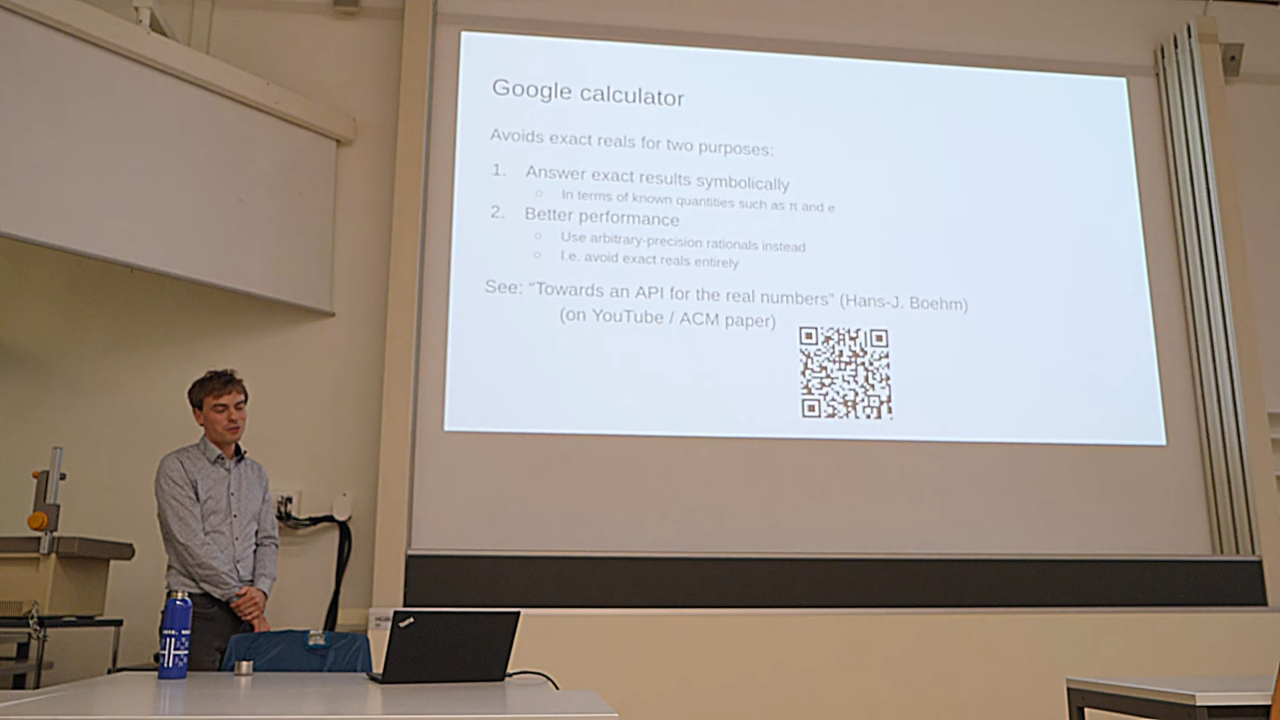 Google calculator
Avoids exact reals for two purposes:
1. Answer exact results symbolically
○ In terms of known quantities such as π and e
2. Better performance
○ Use arbitrary-precision rationals instead
○ I.e. avoid exact reals entirely
See: “Towards an API for the real numbers” (Hans-J. Boehm)
(on YouTube / ACM paper)
ThinkPad